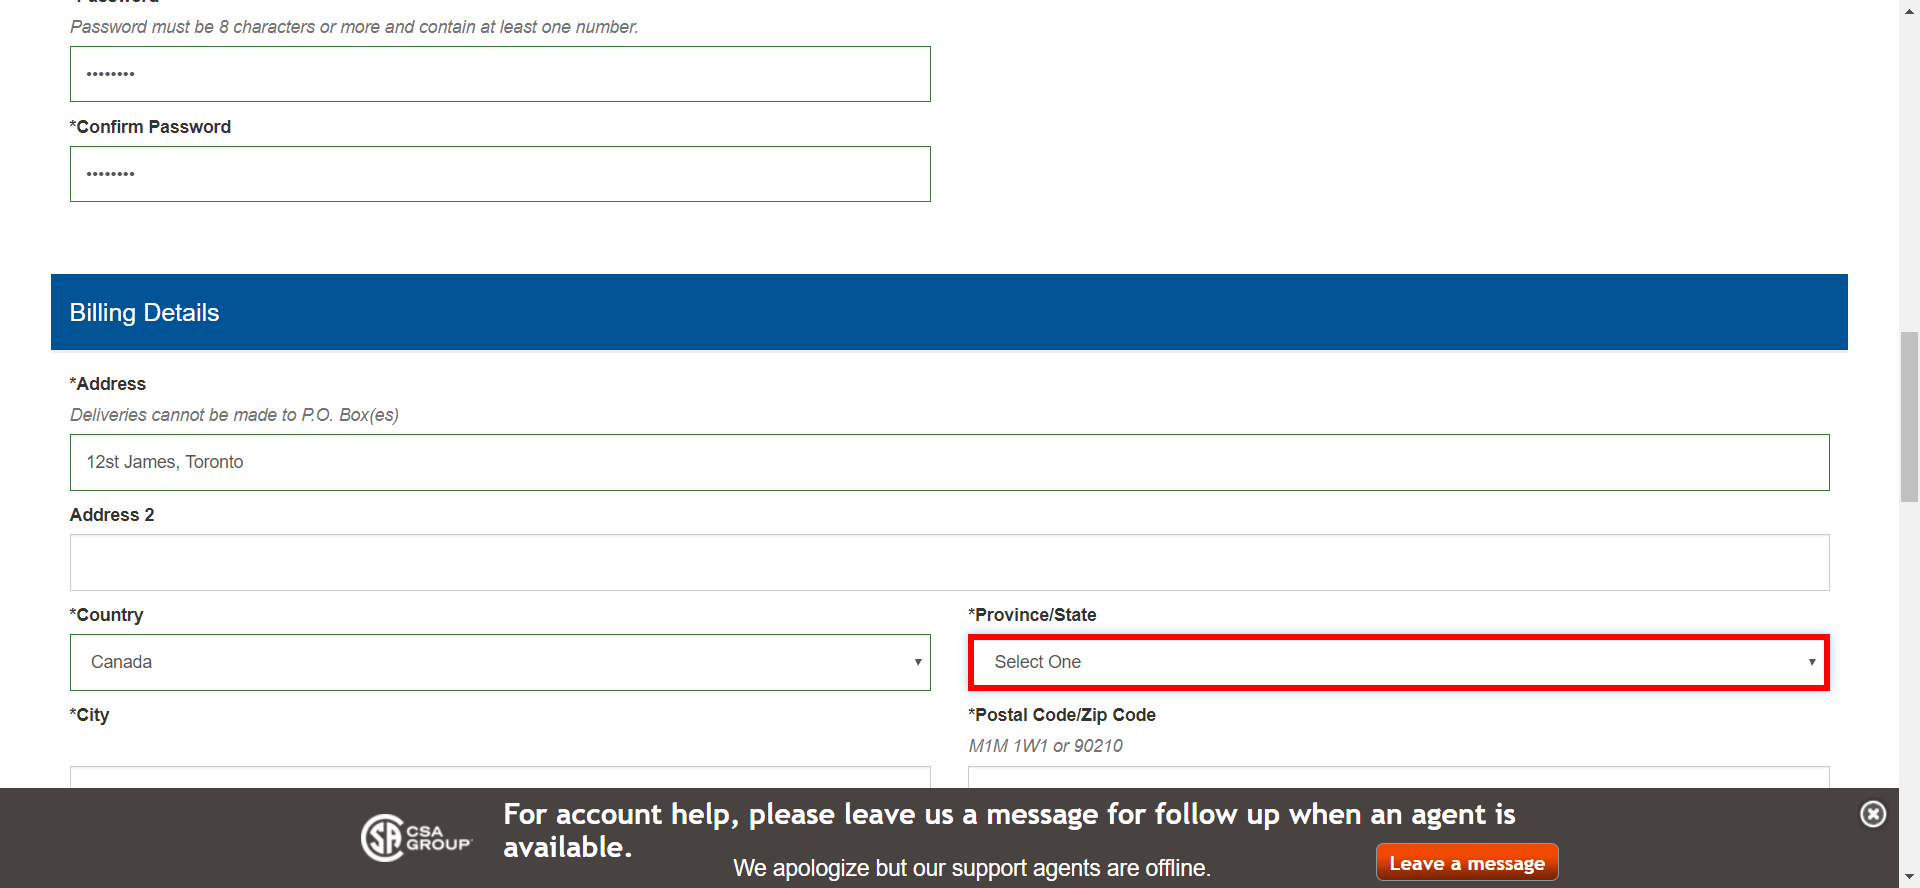 Password must be 8 characters or more and contain at least one number.
••••••••
*Confirm Password
••••••••
Billing Details
*Address
Deliveries cannot be made to P.O. Box(es)
12st James, Toronto
Address 2
*Country
*Province/State
Canada
Select One
*City
*Postal Code/Zip Code
M1M 1W1 or 90210
For account help, please leave us a message for follow up when an agent is
available.
CSA
GROUP
We apologize but our support agents are offline.
Leave a message